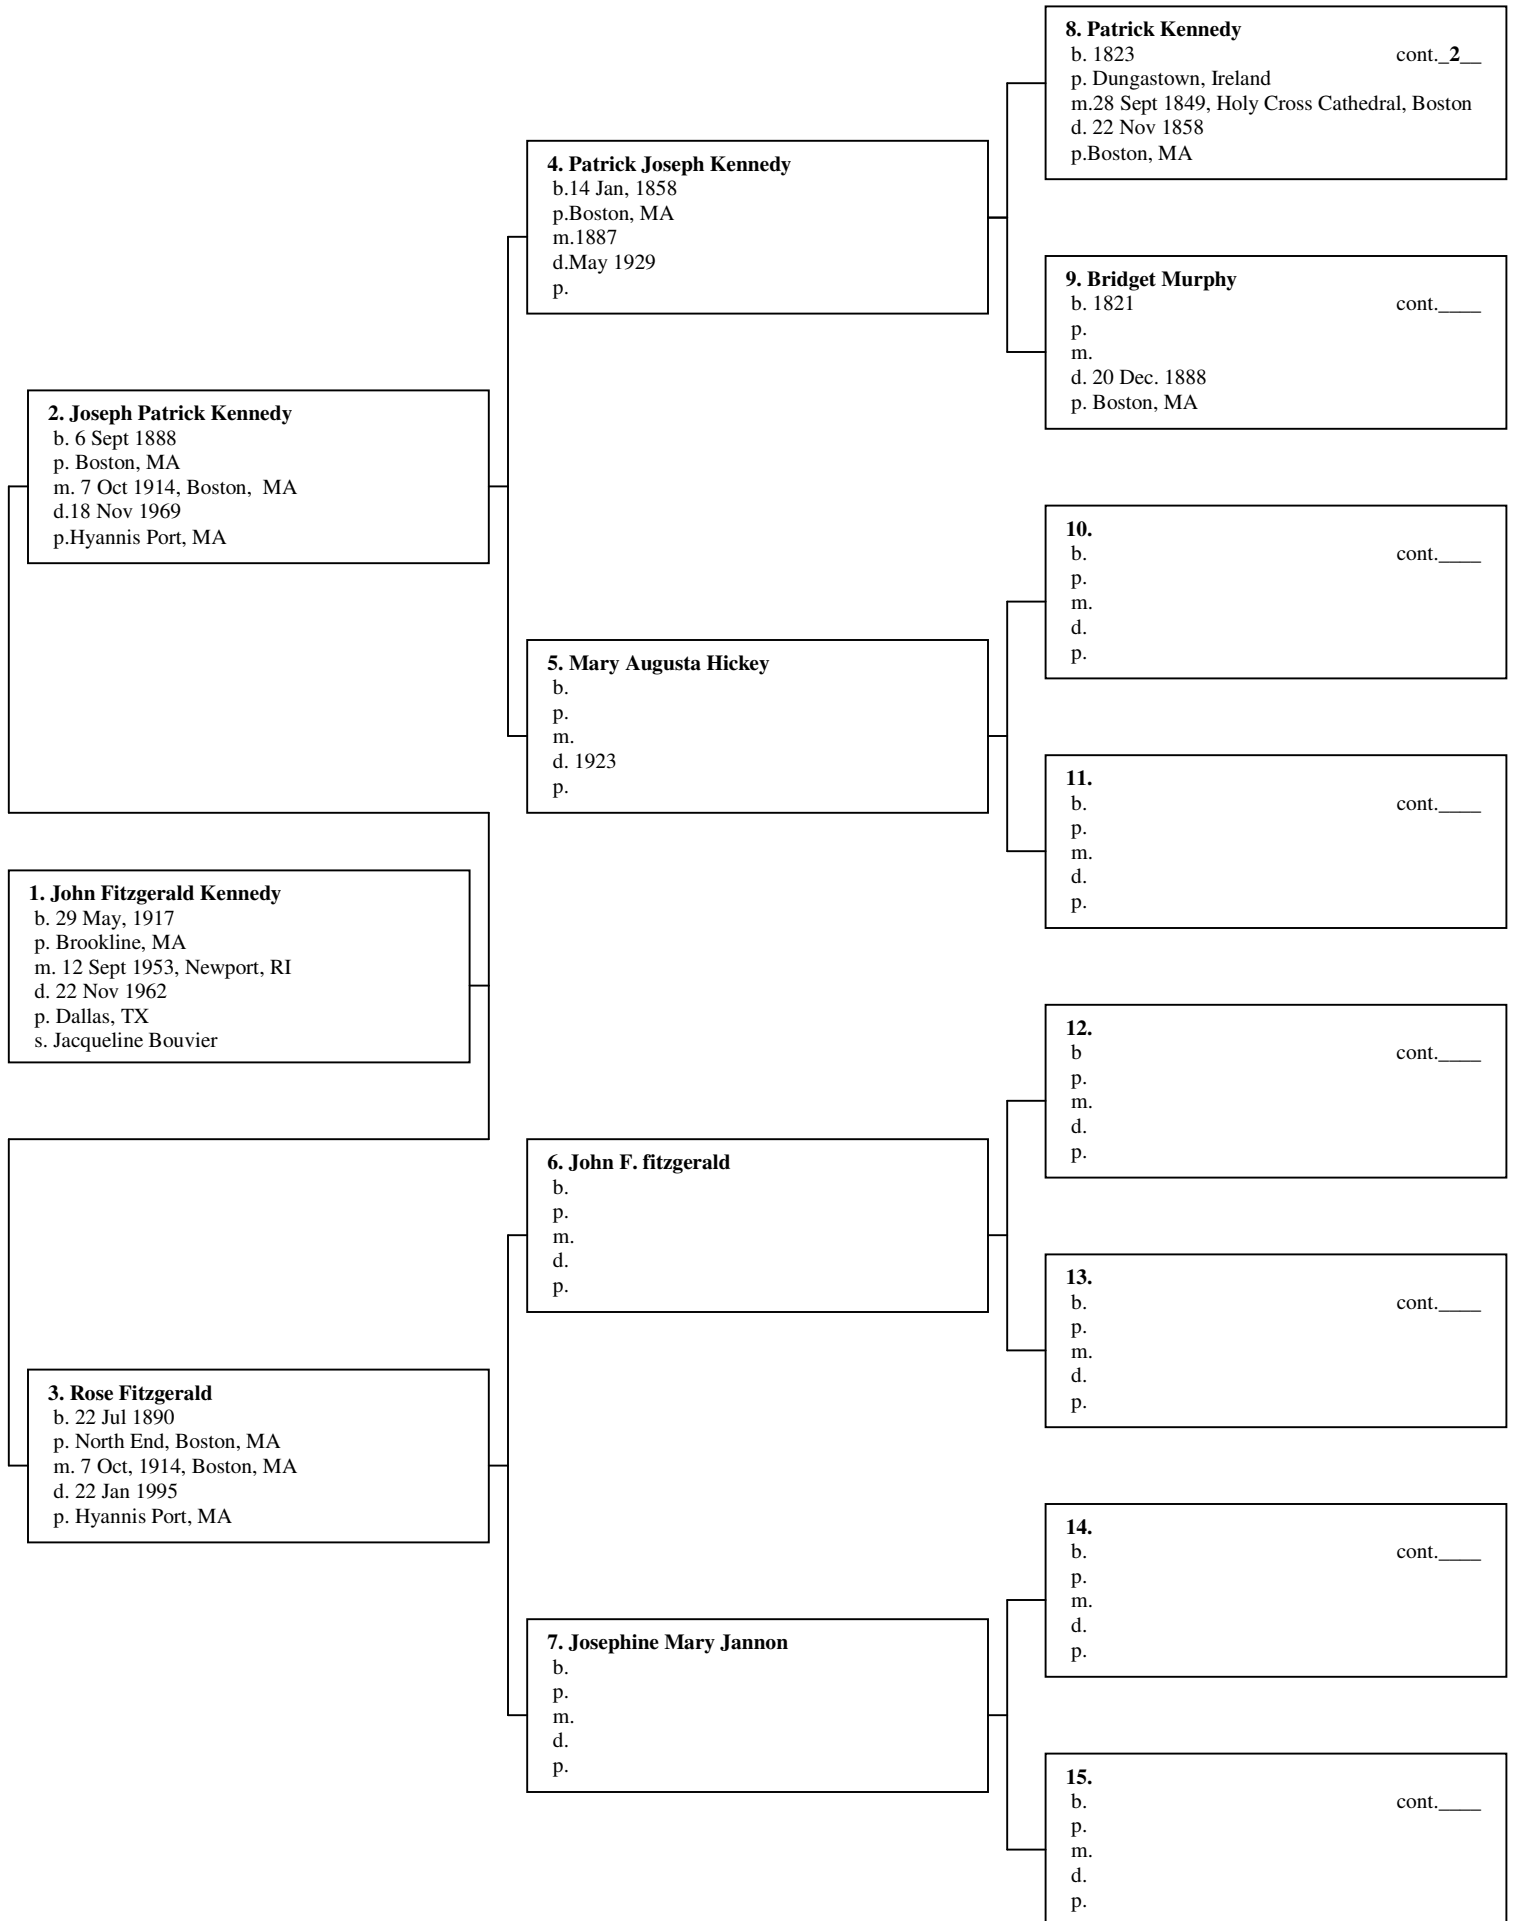 8. Patrick Kennedy
b. 1823 cont._2__
p. Dungastown, Ireland
m.28 Sept 1849, Holy Cross Cathedral, Boston
d. 22 Nov 1858
p.Boston, MA
4. Patrick Joseph Kennedy
b.14 Jan, 1858
p.Boston, MA
m.1887
d.May 1929
p.
9. Bridget Murphy
b. 1821 cont.____
p.
m.
d. 20 Dec. 1888
p. Boston, MA
2. Joseph Patrick Kennedy
b. 6 Sept 1888
p. Boston, MA
m. 7 Oct 1914, Boston, MA
d.18 Nov 1969
p.Hyannis Port, MA
10.
b. cont.____
p.
m.
d.
p.
5. Mary Augusta Hickey
b.
p.
m.
d. 1923
p.
11.
b. cont.____
p.
m.
d.
p.
1. John Fitzgerald Kennedy
b. 29 May, 1917
p. Brookline, MA
m. 12 Sept 1953, Newport, RI
d. 22 Nov 1962
p. Dallas, TX
s. Jacqueline Bouvier
12.
b cont.____
p.
m.
d.
p.
6. John F. fitzgerald
b.
p.
m.
d.
p.
13.
b. cont.____
p.
m.
d.
p.
3. Rose Fitzgerald
b. 22 Jul 1890
p. North End, Boston, MA
m. 7 Oct, 1914, Boston, MA
d. 22 Jan 1995
p. Hyannis Port, MA
14.
b. cont.____
p.
m.
d.
p.
7. Josephine Mary Jannon
b.
p.
m.
d.
p.
15.
b. cont.____
p.
m.
d.
p.